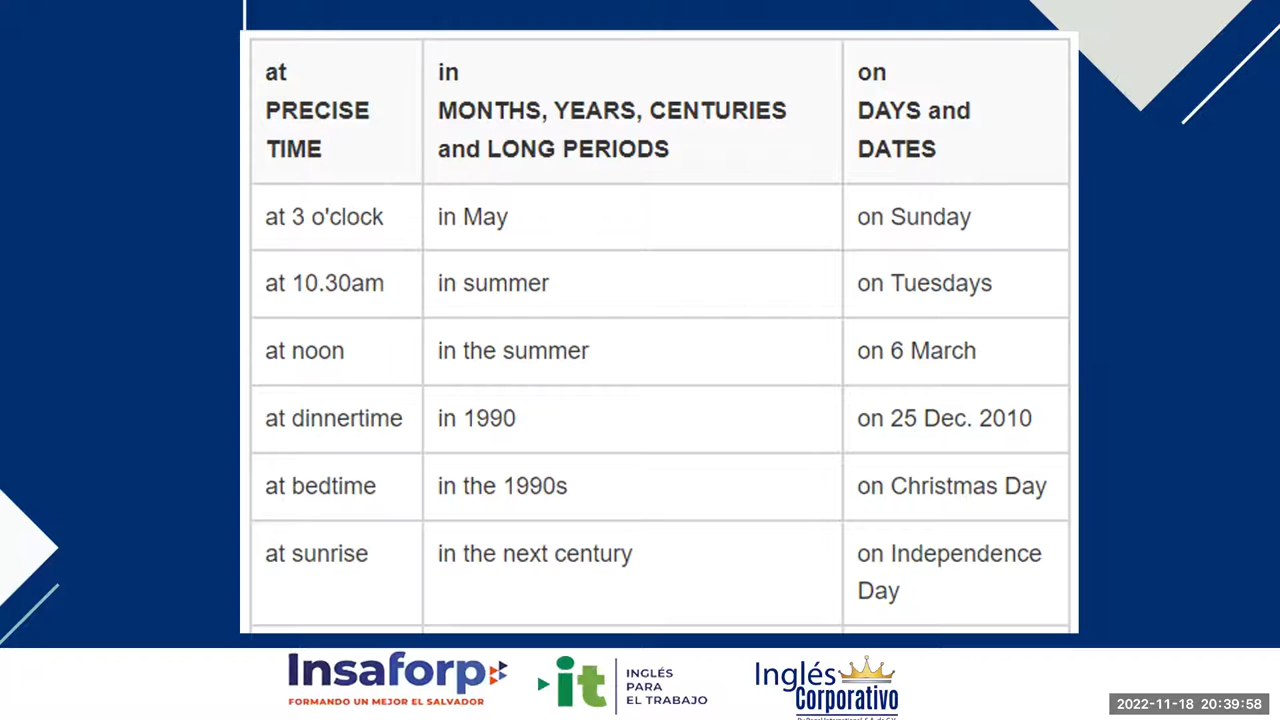 at
PRECISE
TIME
in
MONTHS, YEARS, CENTURIES
and LONG PERIODS
on
DAYS and
DATES
at 3 o'clock
in May
on Sunday
at 10.30am
in summer
on Tuesdays
at noon
in the summer
on 6 March
at dinnertime
in 1990
on 25 Dec. 2010
at bedtime
in the 1990s
on Christmas Day
at sunrise
in the next century
on Independence
Day
Insaforp
FORMANDO UN MEJOR EL SALVADOR
it
INGLÉS
PARA
EL TRABAJO
Inglés
Corporativo
2022-11-18 20:39:58